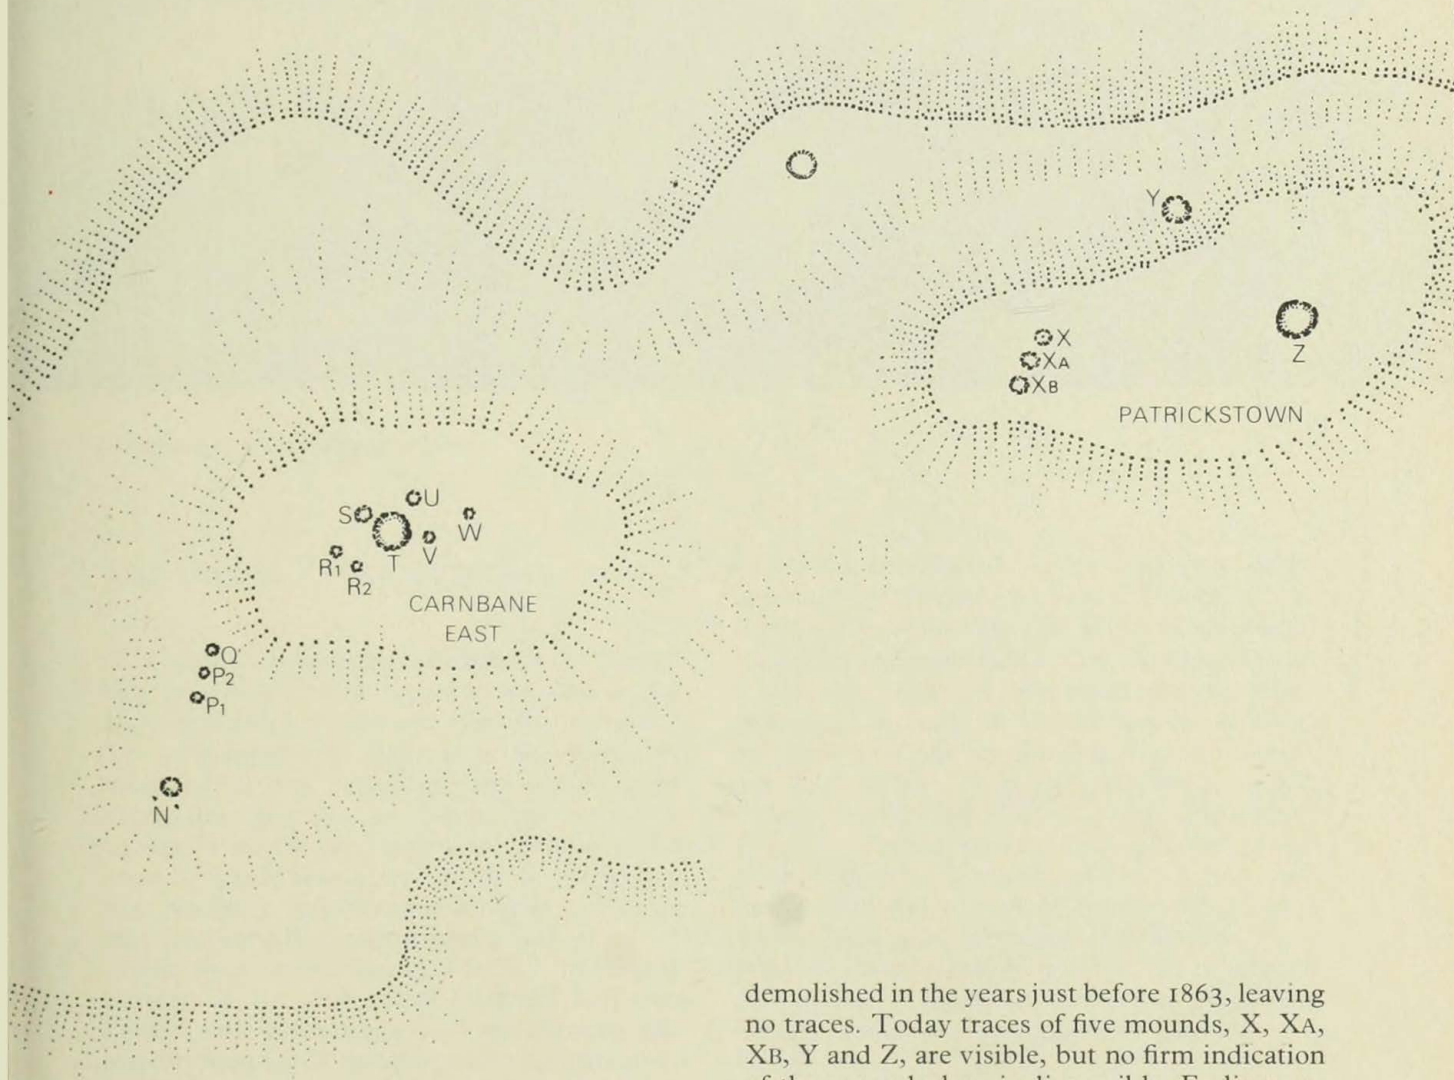 Y
X
XA
XB
Z
PATRICKSTOWN
U
S
W
T
V
R1
R2
CARNBANE
EAST
Q
P2
P1
N
demolished in the years just before 1863, leaving
no traces. Today traces of five mounds, X, XA,
XB, Y and Z, are visible, but no firm indication